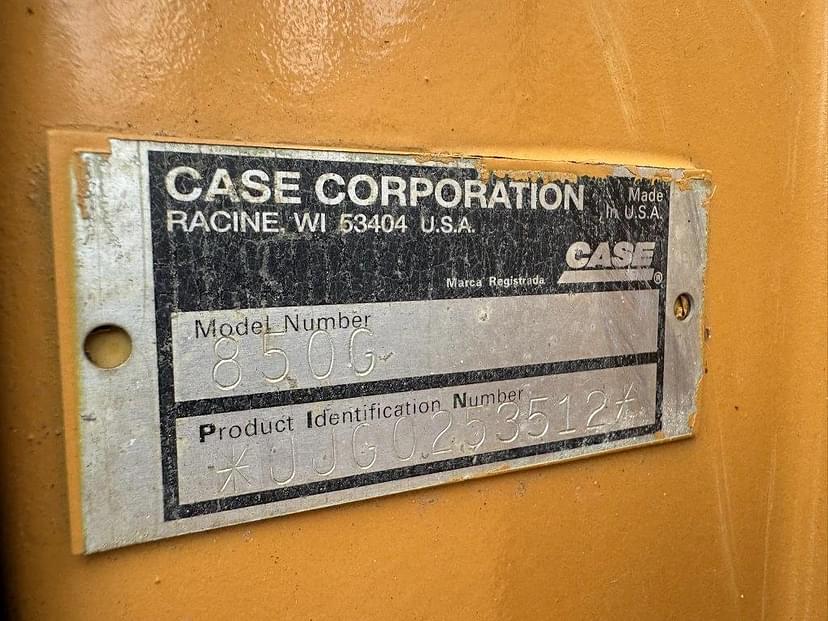 CASE CORPORATION
RACINE, WI 53404 U.S.A.
Made
In U.S.A.
CASE®
Marca Registrada
Model Number
850G
Product Identification Number
*JJG0253512*